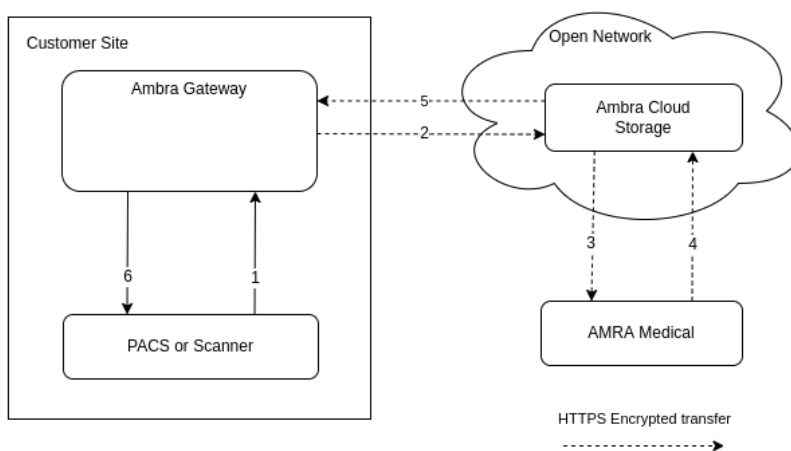 Customer Site
Open Network
Ambra Gateway
Ambra Cloud
Storage
5
2
3
4
6
1
PACS or Scanner
AMRA Medical
HTTPS Encrypted transfer